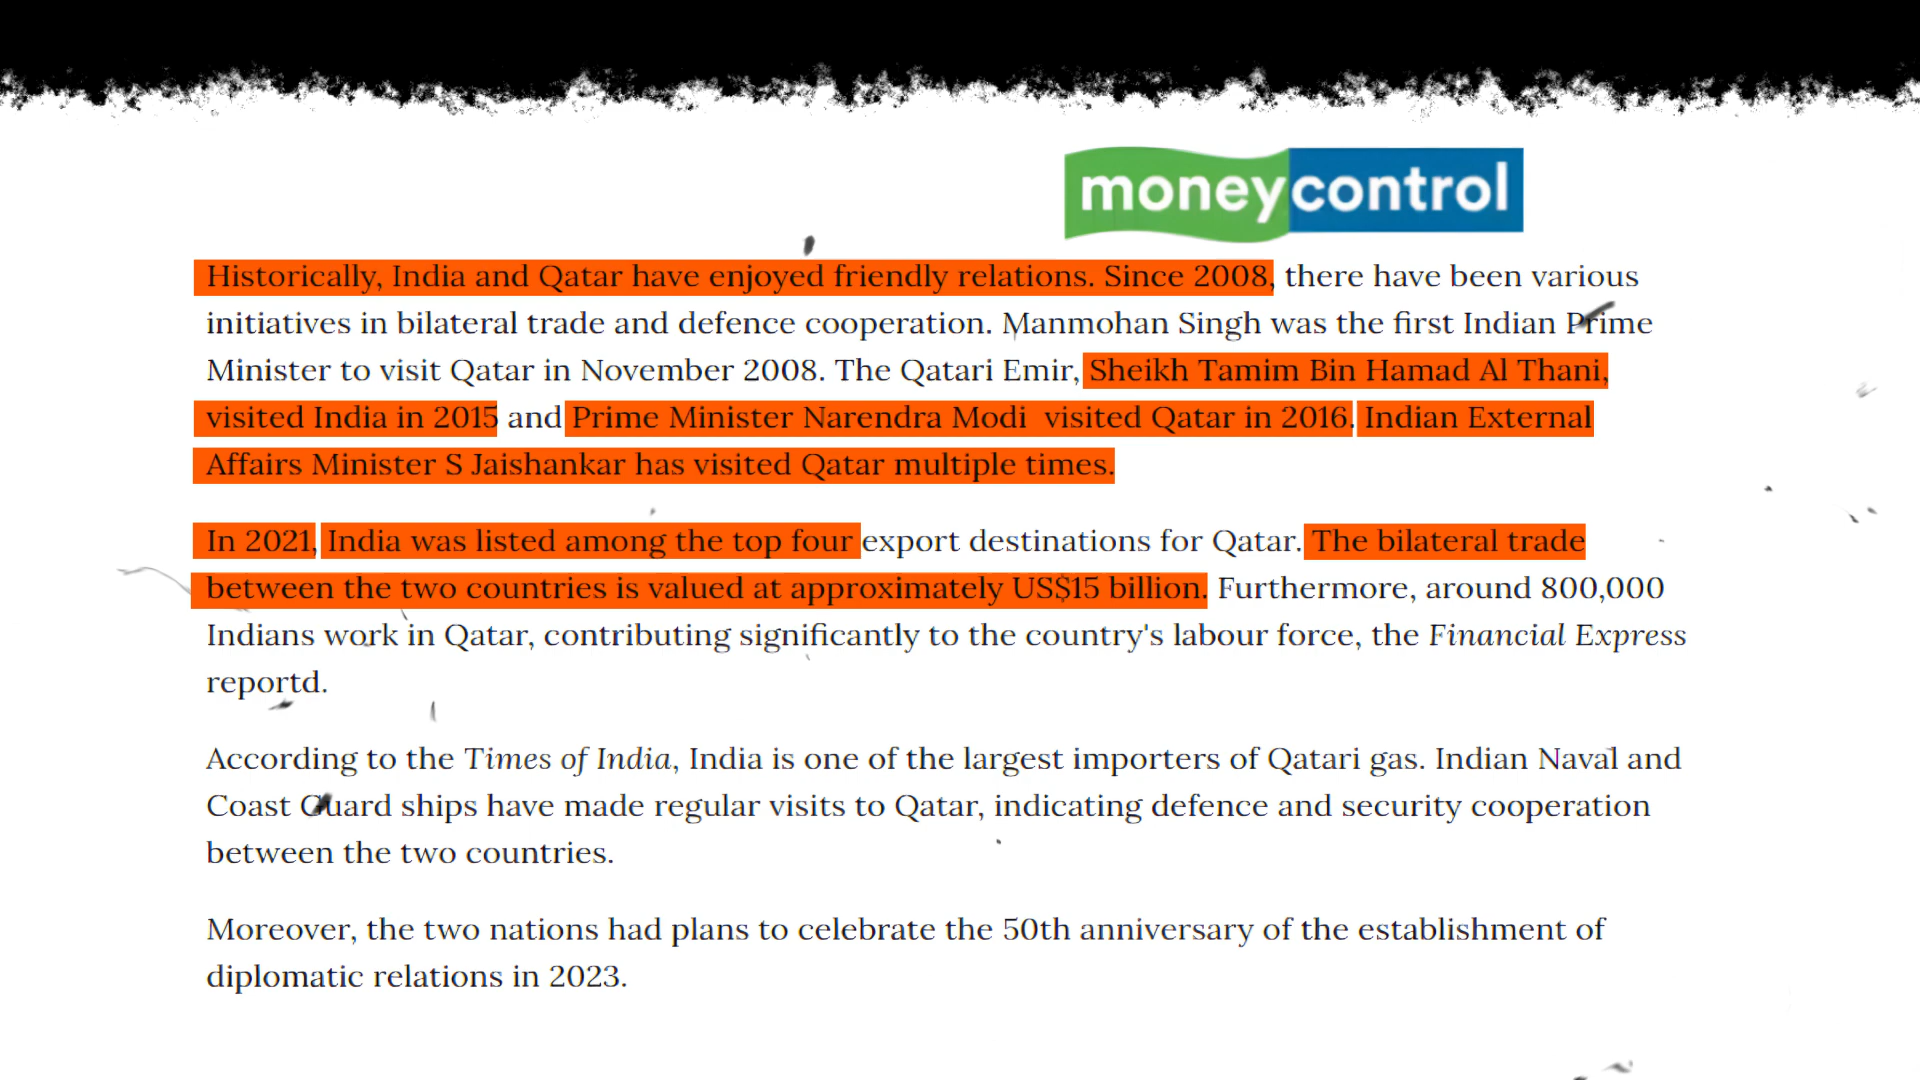 moneycontrol
Historically, India and Qatar have enjoyed friendly relations. Since 2008, there have been various
initiatives in bilateral trade and defence cooperation. Manmohan Singh was the first Indian Prime
Minister to visit Qatar in November 2008. The Qatari Emir, Sheikh Tamim Bin Hamad Al Thani,
visited India in 2015 and Prime Minister Narendra Modi visited Qatar in 2016. Indian External
Affairs Minister S Jaishankar has visited Qatar multiple times.
In 2021, India was listed among the top four export destinations for Qatar. The bilateral trade
between the two countries is valued at approximately US$15 billion. Furthermore, around 800,000
Indians work in Qatar, contributing significantly to the country's labour force, the Financial Express
reportd.
According to the Times of India, India is one of the largest importers of Qatari gas. Indian Naval and
Coast Guard ships have made regular visits to Qatar, indicating defence and security cooperation
between the two countries.
Moreover, the two nations had plans to celebrate the 50th anniversary of the establishment of
diplomatic relations in 2023.